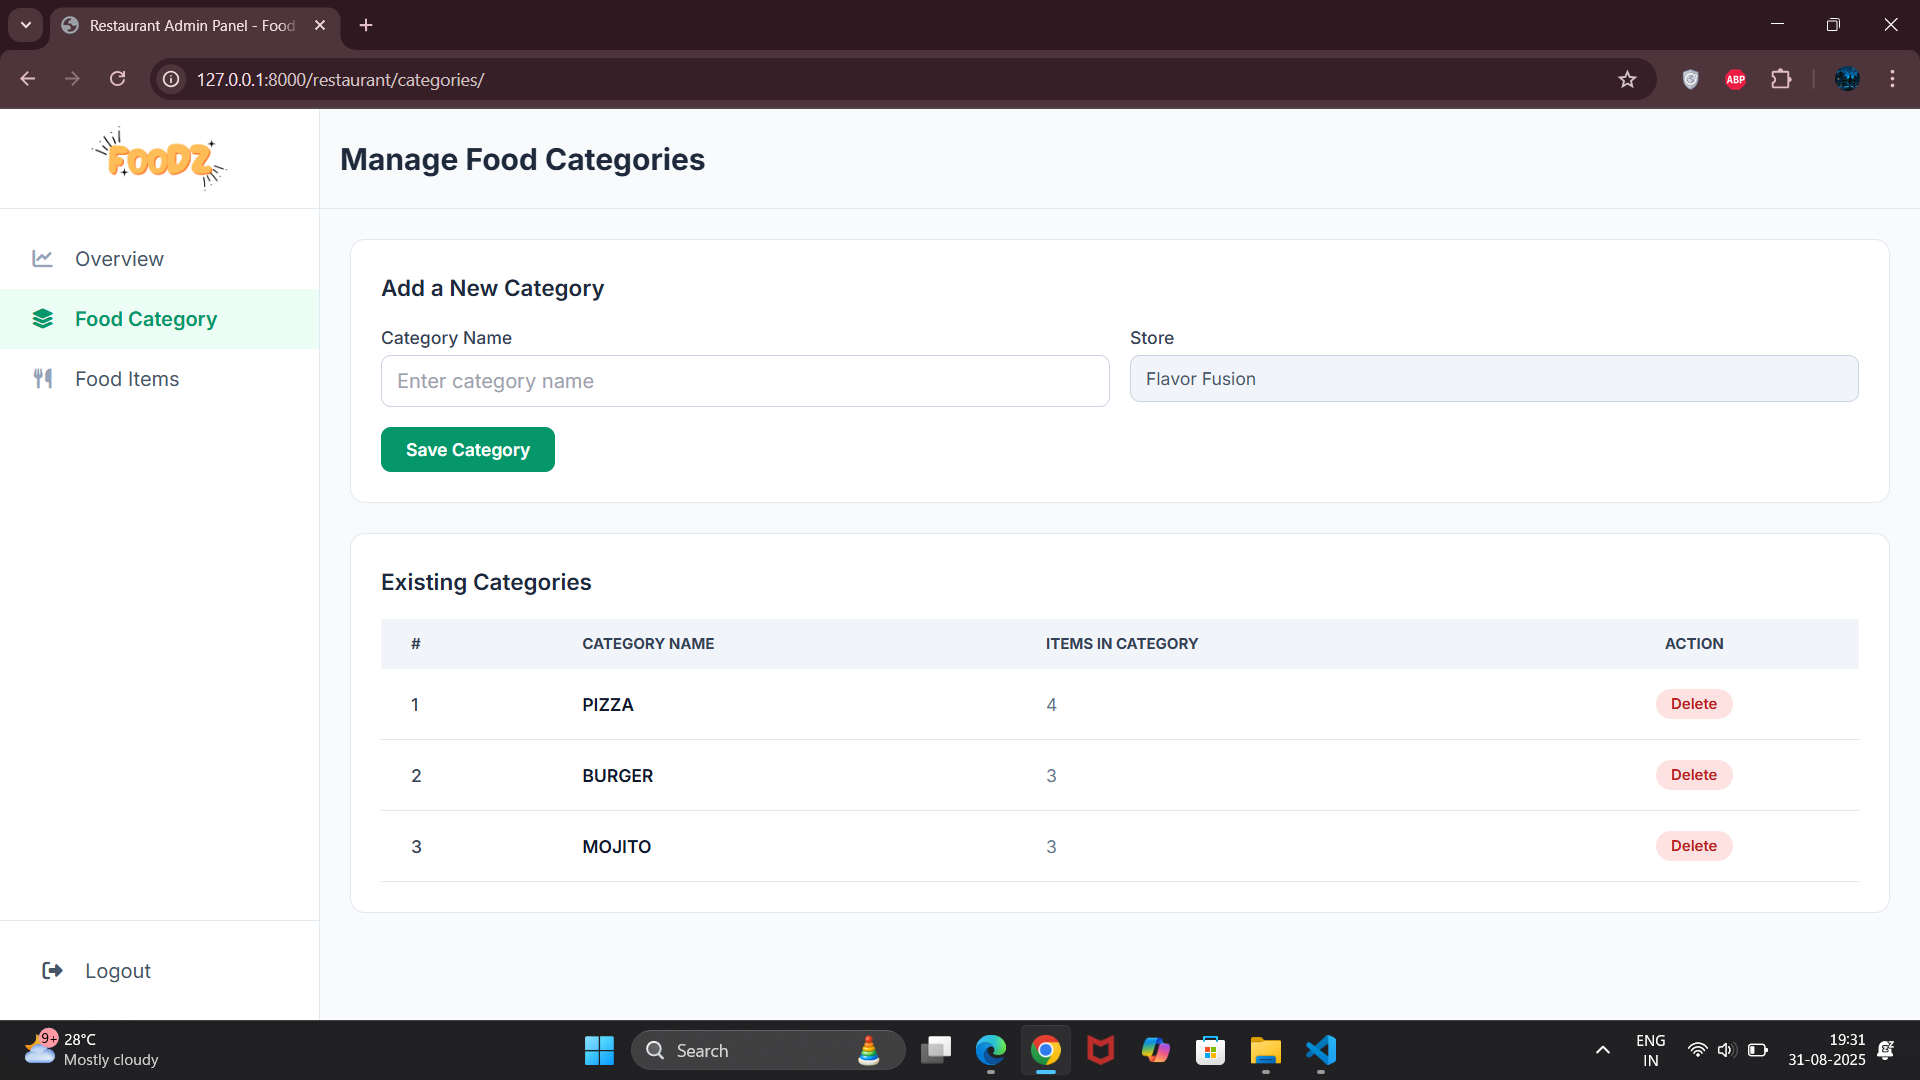 Restaurant Admin Panel - Food
127.0.0.1:8000/restaurant/categories/
ABP
FOODZ
Manage Food Categories
Overview
Food Category
Food Items
Logout
Add a New Category
Category Name
Store
Enter category name
Flavor Fusion
Save Category
Existing Categories
# CATEGORY NAME ITEMS IN CATEGORY ACTION
1 PIZZA 4 Delete
2 BURGER 3 Delete
3 MOJITO 3 Delete
9+
28°C
Mostly cloudy
Search
ENG
IN
19:31
31-08-2025